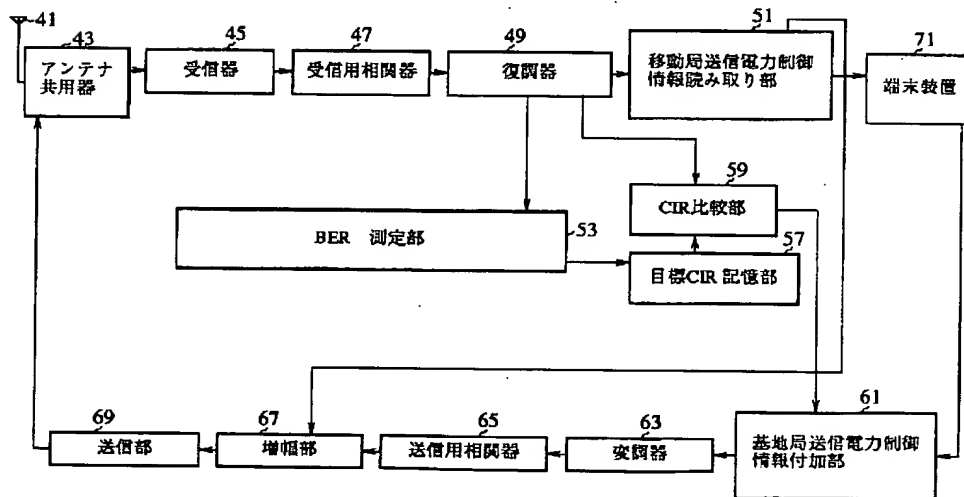 41
43
アンテナ
共用器
45
受信器
47
受信用相関器
49
復調器
51
移動局送信電力制御
情報読み取り部
71
端末装置
59
CIR比較部
BER 測定部
53
57
目標CIR記憶部
69
送信部
67
増幅部
65
送信用相関器
63
変調器
61
基地局送信電力制御
情報付加部